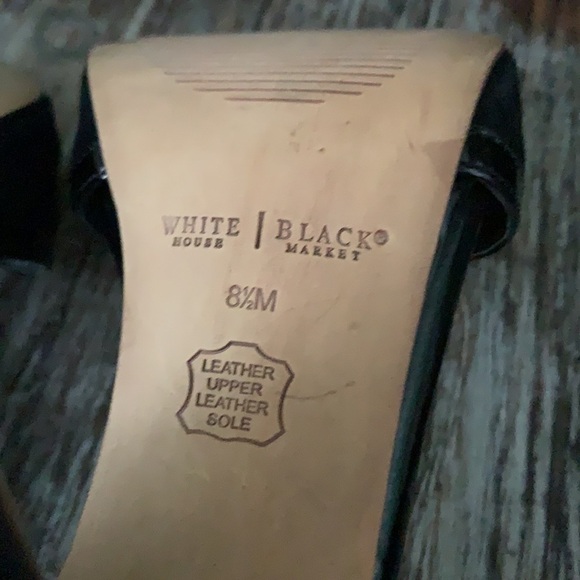 WHITE | BLACK®
HOUSE MARKET
8½M
LEATHER
UPPER
LEATHER
SOLE